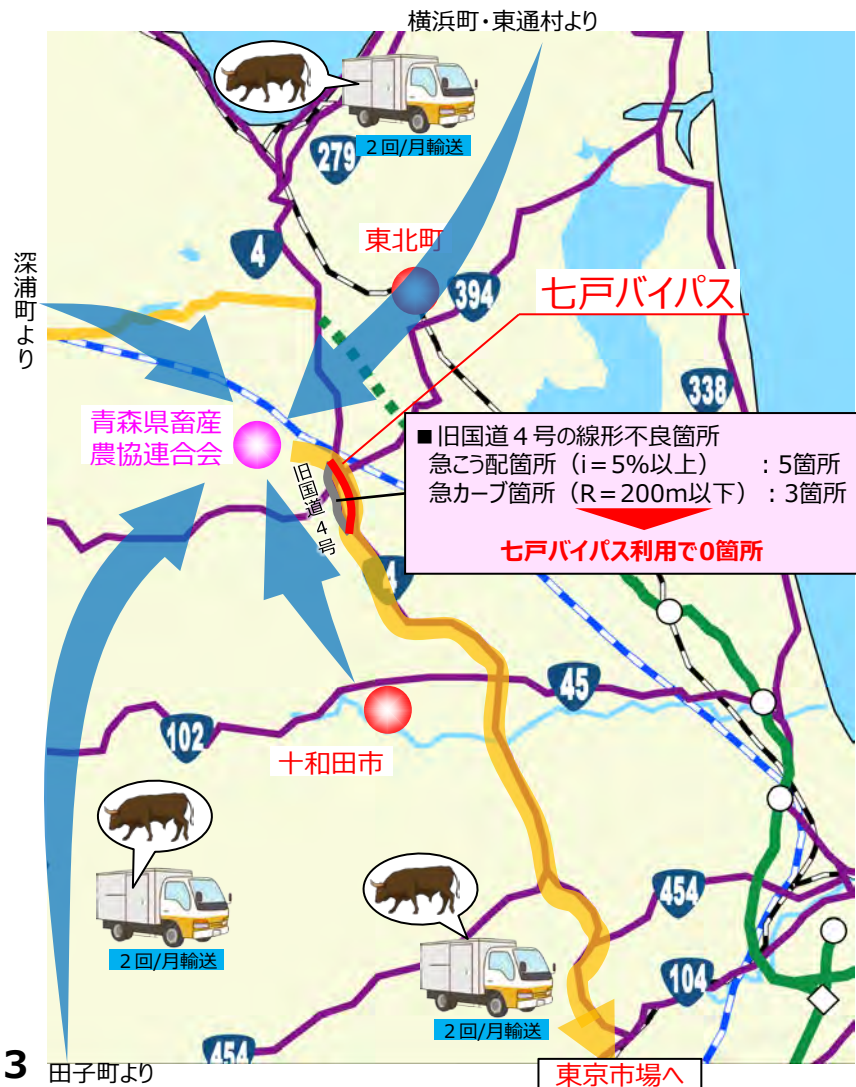 横浜町・東通村より
2回/月輸送
279
4
東北町
394
深浦町より
七戸バイパス
338
青森県畜産
農協連合会
旧国道4号
■旧国道4号の線形不良箇所
急こう配箇所(i=5%以上) :5箇所
急カーブ箇所(R=200m以下):3箇所
七戸バイパス利用で0箇所
4
45
102
十和田市
2回/月輸送
454
104
2回/月輸送
454
3
田子町より
東京市場へ